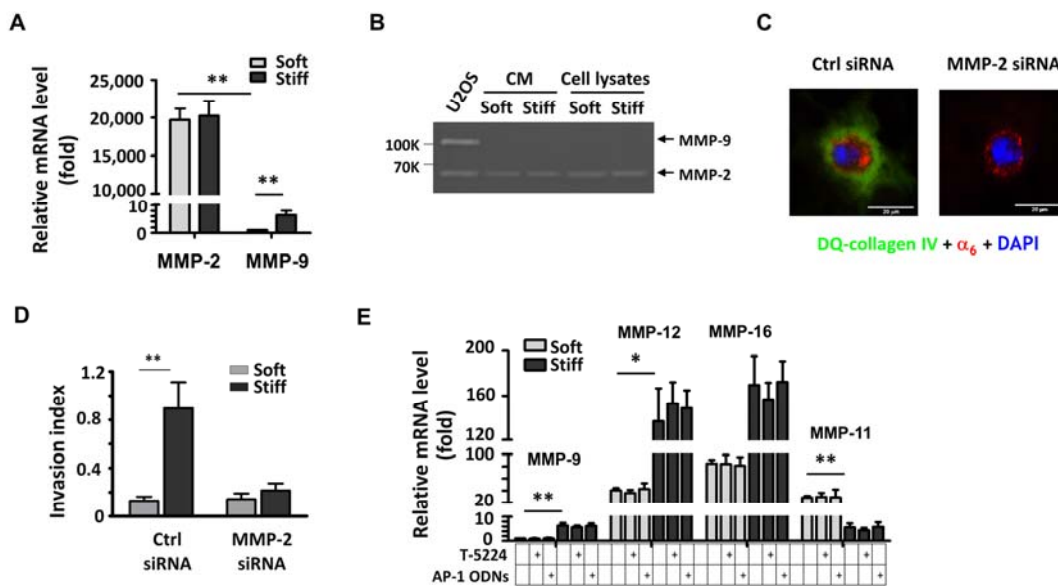 A
Soft
Stiff
Relative mRNA level
(fold)
25,000
20,000
15,000
10,000
10
0
**
**
MMP-2 MMP-9
B
U2OS
CM Cell lysates
Soft Stiff Soft Stiff
100K
70K
MMP-9
MMP-2
C
Ctrl siRNA MMP-2 siRNA
20 μm
20 μm
DQ-collagen IV + α6 + DAPI
D
Soft
Stiff
Invasion index
1.2
0.8
0.4
0
**
Ctrl
siRNA
MMP-2
siRNA
E
Soft
Stiff
Relative mRNA level
(fold)
200
160
120
100
20
10
0
MMP-9
**
MMP-12
*
MMP-16
MMP-11
**
T-5224 + + + + + + + +
AP-1 ODNs + + + + + + + +